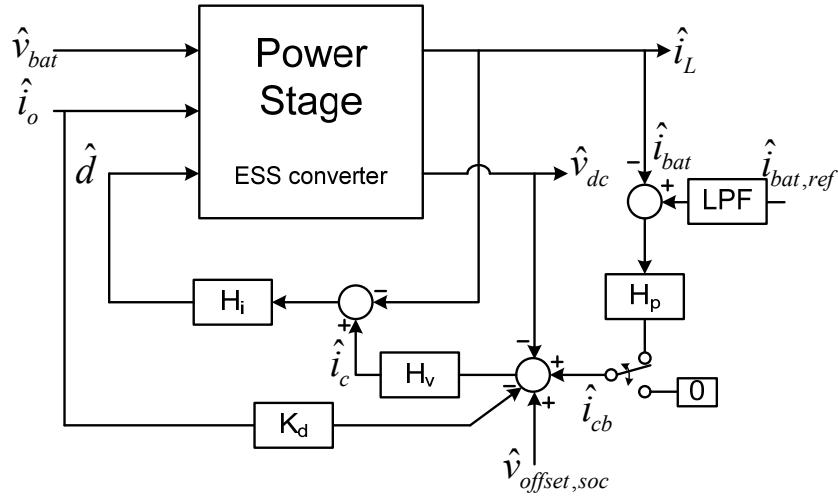 v̂bat
îo
d̂
Power
Stage
ESS converter
îL
v̂dc
îbat
îbat,ref
-
+
LPF
Hp
Hi
-
+
îc
Hv
-
+
-
+
îcb
0
Kd
v̂offset,soc